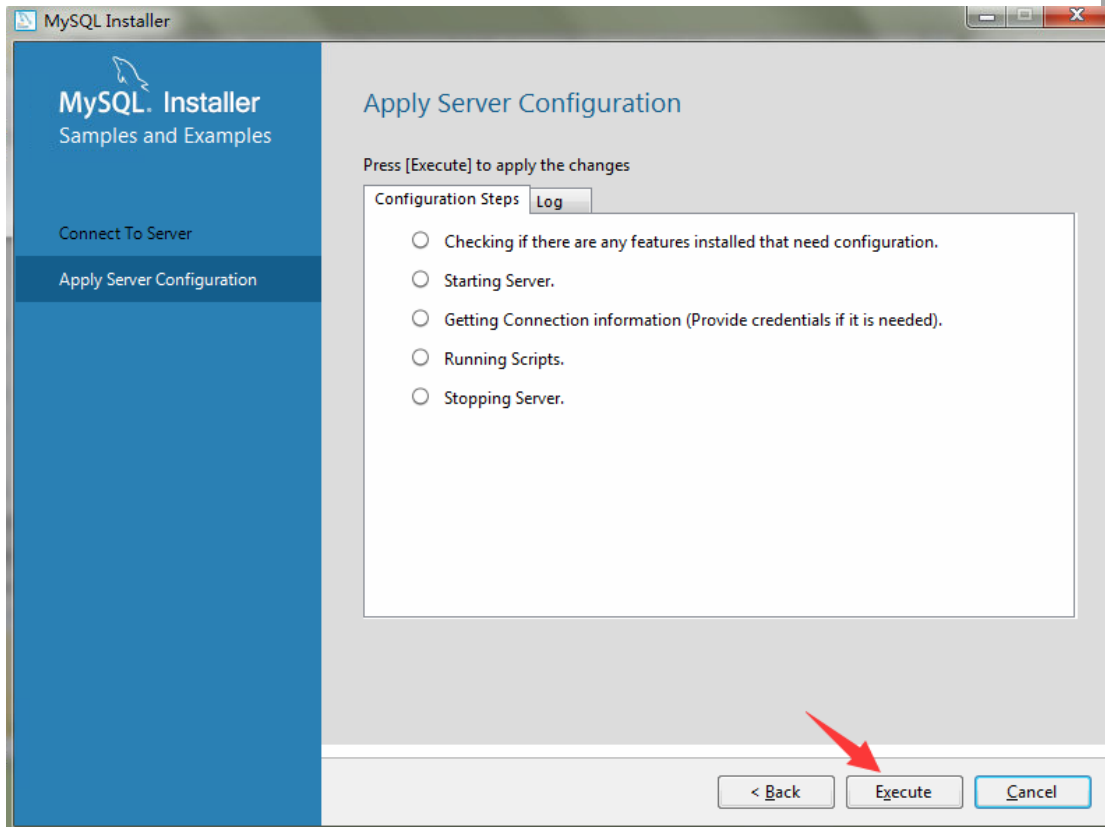 MySQL Installer
MySQL. Installer
Samples and Examples
Connect To Server
Apply Server Configuration
Apply Server Configuration
Press [Execute] to apply the changes
Configuration Steps
Log
Checking if there are any features installed that need configuration.
Starting Server.
Getting Connection information (Provide credentials if it is needed).
Running Scripts.
Stopping Server.
< Back
Execute
Cancel